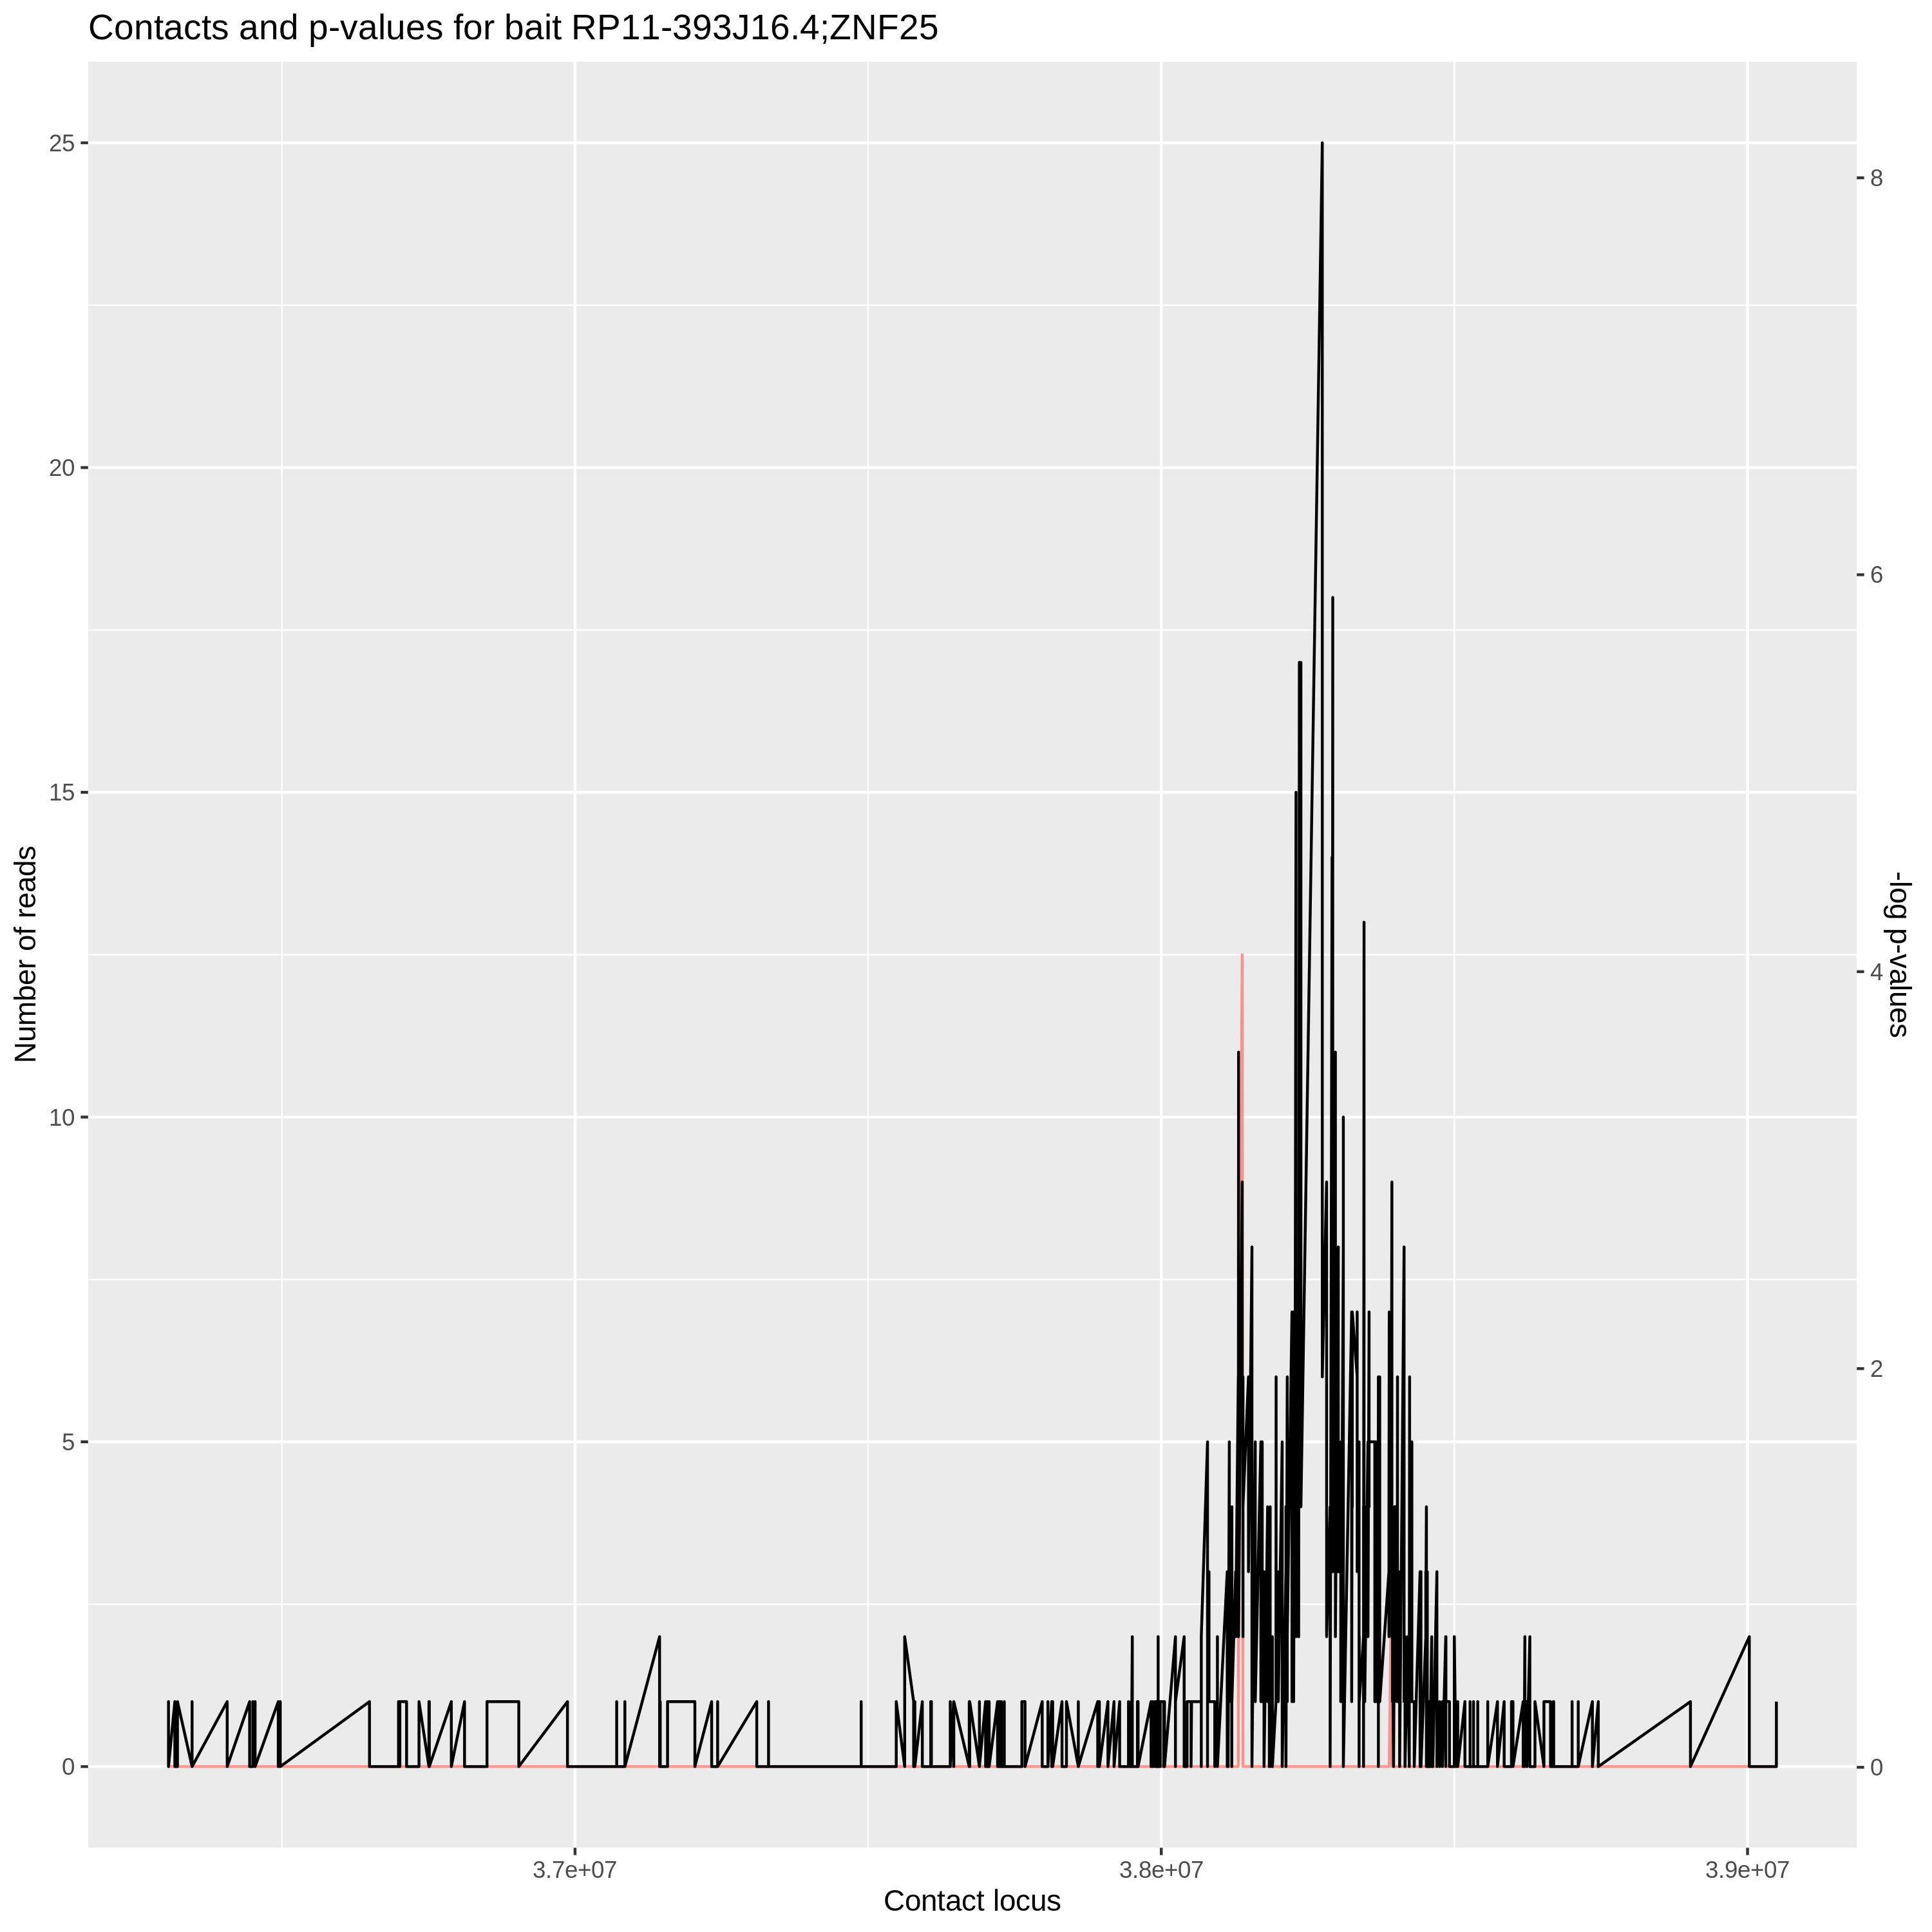 Contacts and p-values for bait RP11-393J16.4;ZNF25
25
20
15
10
5
0
Number of reads
8
6
4
2
0
-log p-values
3.7e+07
3.8e+07
3.9e+07
Contact locus